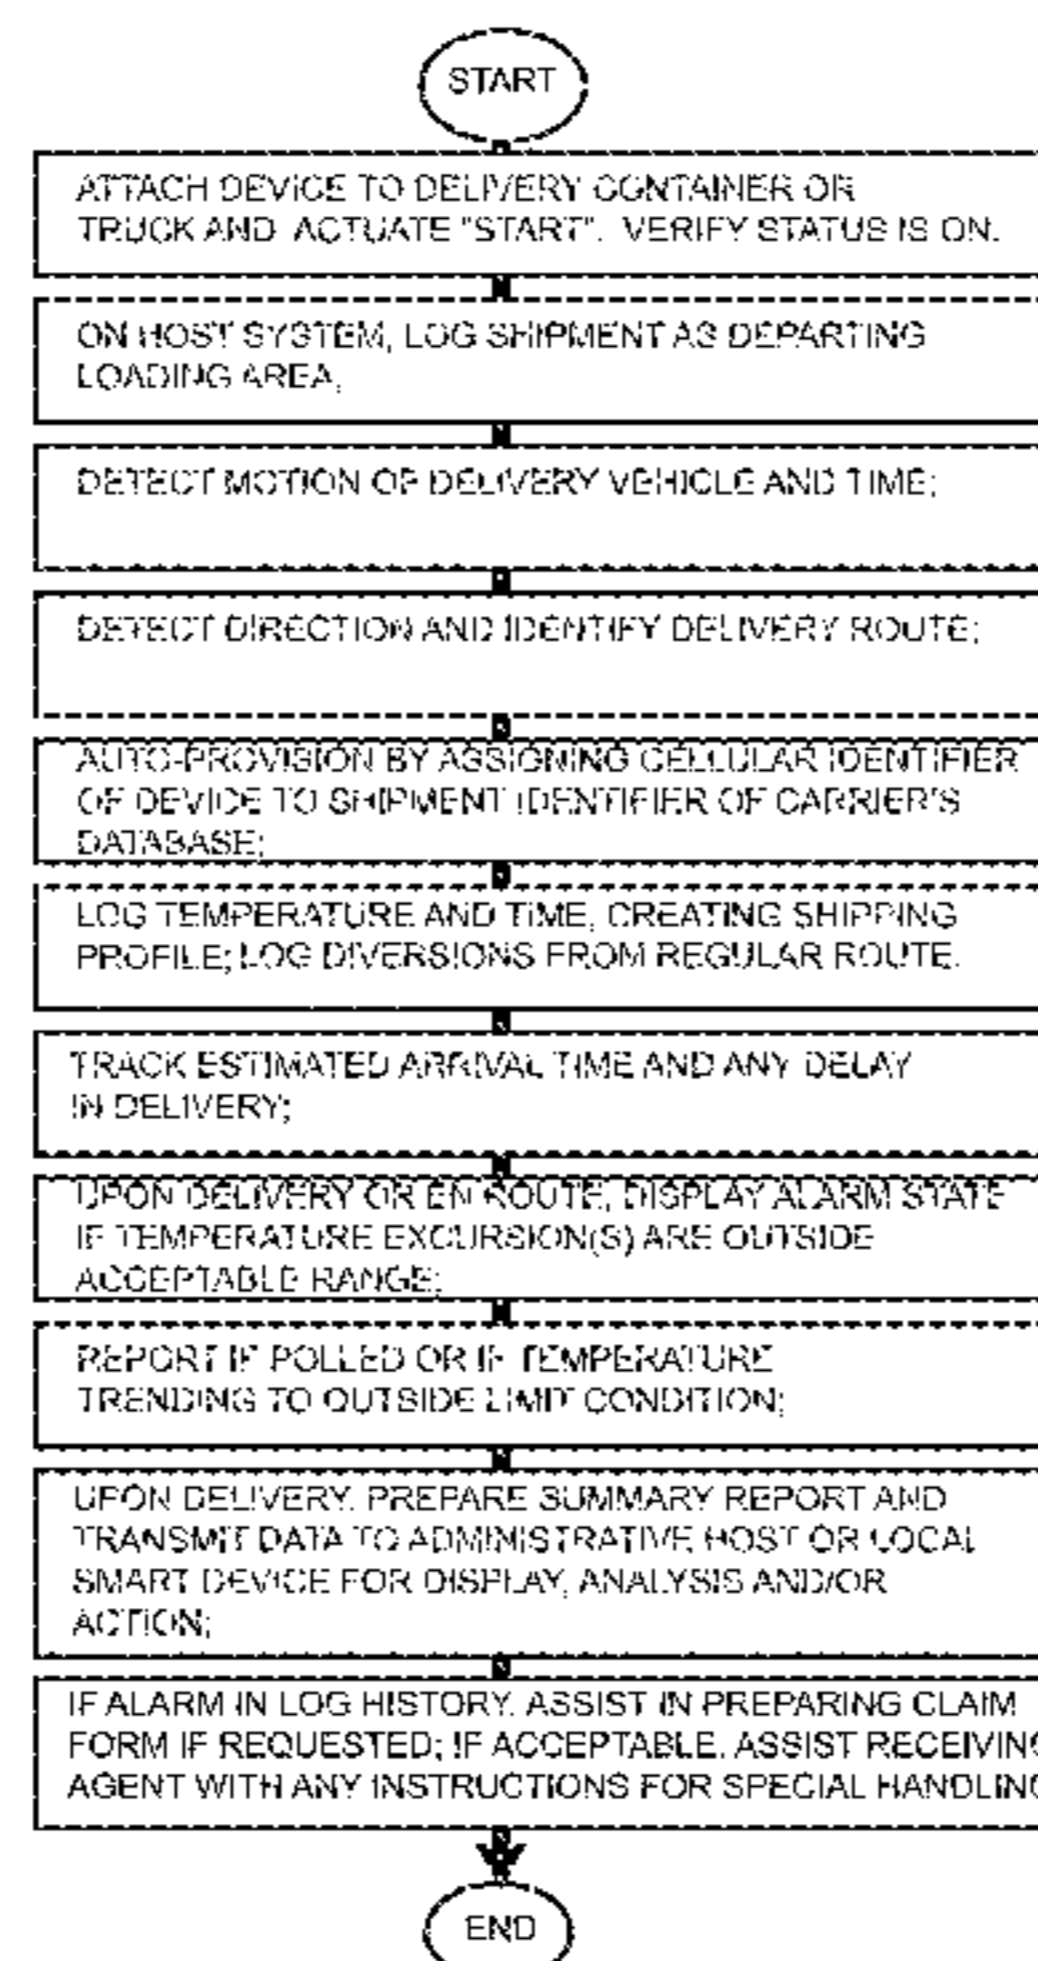 START
ATTACH DEVICE TO DELIVERY CONTAINER OR
TRUCK AND ACTUATE "START". VERIFY STATUS IS ON.
ON HOST SYSTEM, LOG SHIPMENT AS DEPARTING
LOADING AREA,
DETECT MOTION OF DELIVERY VEHICLE AND TIME;
DETECT DIRECTION AND IDENTIFY DELIVERY ROUTE;
AUTO-PROVISION BY ASSIGNING CELLULAR IDENTIFIER
OF DEVICE TO SHIPMENT IDENTIFIER OF CARRIER'S
DATABASE;
LOG TEMPERATURE AND TIME, CREATING SHIPPING
PROFILE; LOG DIVERSIONS FROM REGULAR ROUTE.
TRACK ESTIMATED ARRIVAL TIME AND ANY DELAY
IN DELIVERY;
UPON DELIVERY OR EN ROUTE, DISPLAY ALARM STATE
IF TEMPERATURE EXCURSION(S) ARE OUTSIDE
ACCEPTABLE RANGE;
REPORT IF POLLED OR IF TEMPERATURE
TRENDING TO OUTSIDE LIMIT CONDITION;
UPON DELIVERY, PREPARE SUMMARY REPORT AND
TRANSMIT DATA TO ADMINISTRATIVE HOST OR LOCAL
SMART DEVICE FOR DISPLAY, ANALYSIS AND/OR
ACTION;
IF ALARM IN LOG HISTORY, ASSIST IN PREPARING CLAIM
FORM IF REQUESTED; IF ACCEPTABLE, ASSIST RECEIVING
AGENT WITH ANY INSTRUCTIONS FOR SPECIAL HANDLING
END